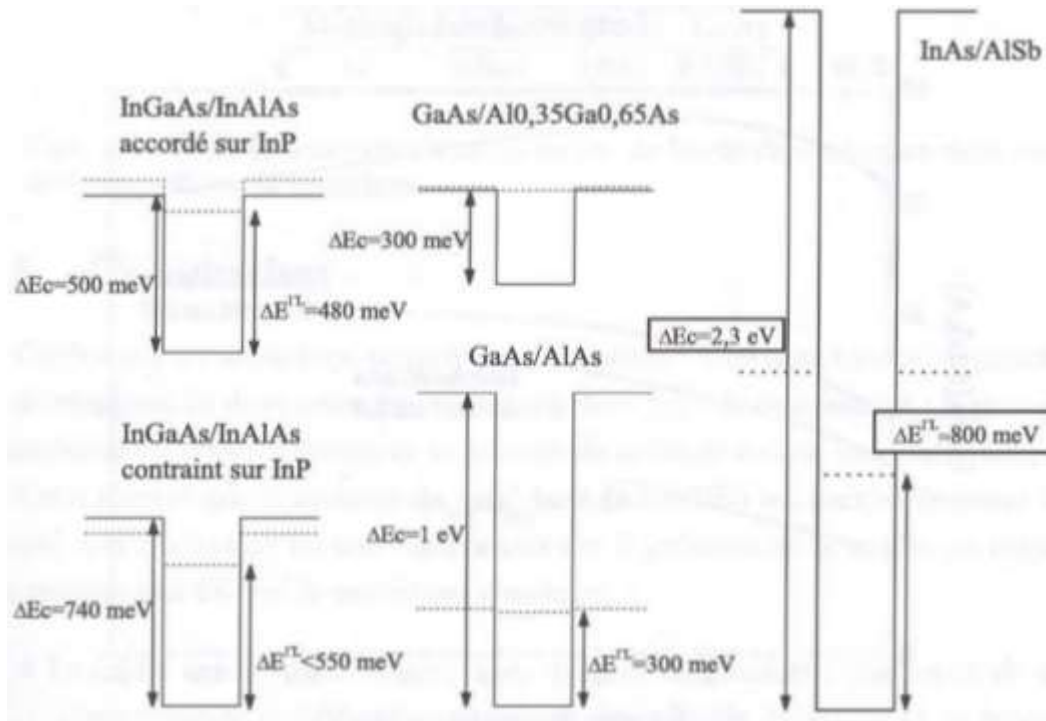 InGaAs/InAlAs
accordé sur InP
ΔEc=500 meV
ΔE^ΓL=480 meV
GaAs/Al0,35Ga0,65As
ΔEc=300 meV
InAs/AlSb
ΔEc=2,3 eV
ΔE^ΓL=800 meV
InGaAs/InAlAs
contraint sur InP
ΔEc=740 meV
ΔE^ΓL<550 meV
GaAs/AlAs
ΔEc=1 eV
ΔE^ΓL=300 meV